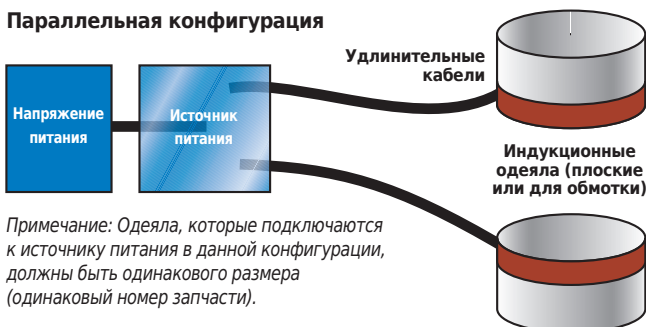 Параллельная конфигурация
Удлинительные
кабели
Напряжение
питания
Источник
питания
Индукционные
одеяла (плоские
или для обмотки)
Примечание: Одеяла, которые подключаются
к источнику питания в данной конфигурации,
должны быть одинакового размера
(одинаковый номер запчасти).